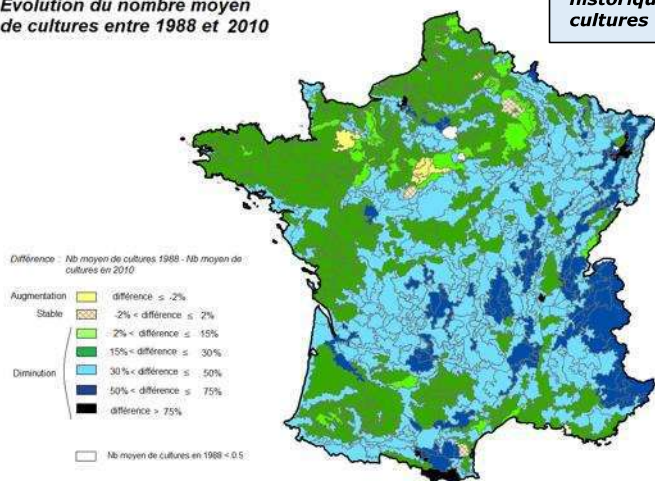 Evolution du nombre moyen
de cultures entre 1988 et 2010
historiqu
cultures
Différence : Nb moyen de cultures 1988 - Nb moyen de
cultures en 2010
Augmentation différence ≤ -2%
Stable -2% < différence ≤ 2%
2% < différence ≤ 15%
15% < différence ≤ 30%
Diminution 30% < différence ≤ 50%
50% < différence ≤ 75%
différence > 75%
Nb moyen de cultures en 1988 < 0.5